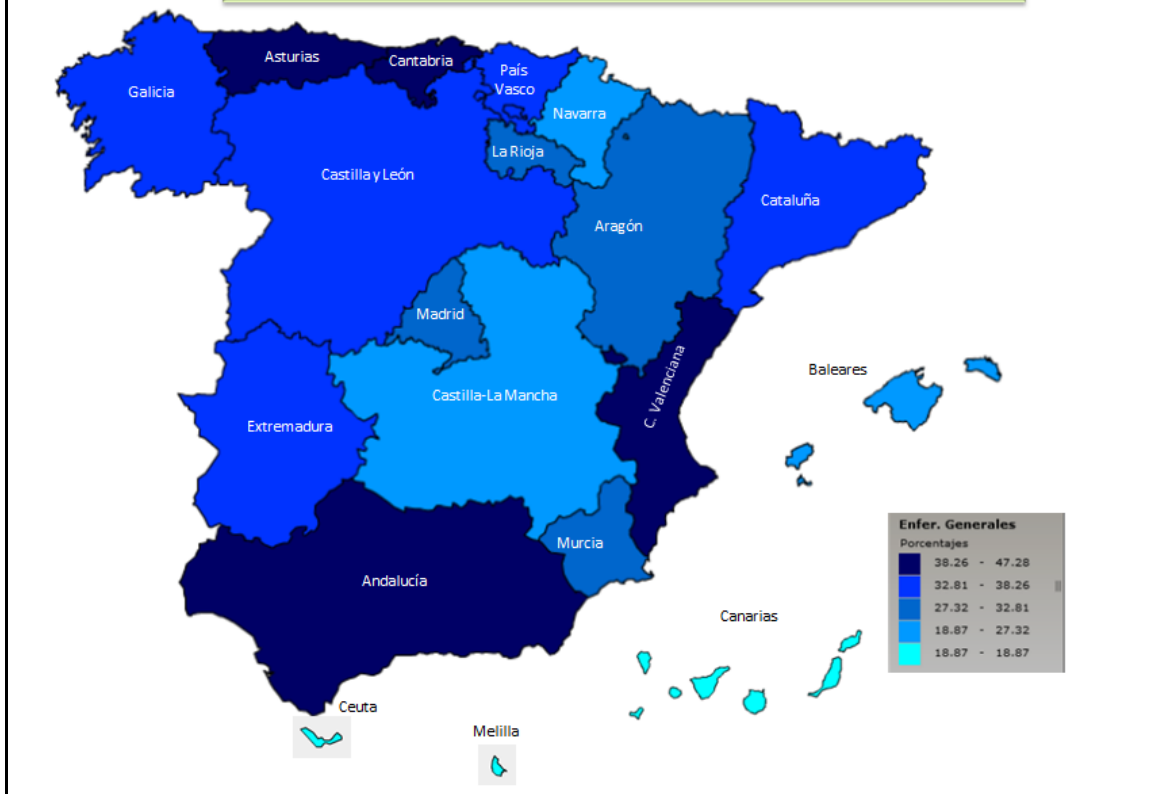 Asturias
Cantabria
País
Vasco
Galicia
Navarra
La Rioja
Castilla y León
Cataluña
Aragón
Madrid
C. Valenciana
Baleares
Castilla-La Mancha
Extremadura
Murcia
Andalucía
Canarias
Ceuta
Melilla
Enfer. Generales
Porcentajes
38.26 - 47.28
32.81 - 38.26
27.32 - 32.81
18.87 - 27.32
18.87 - 18.87